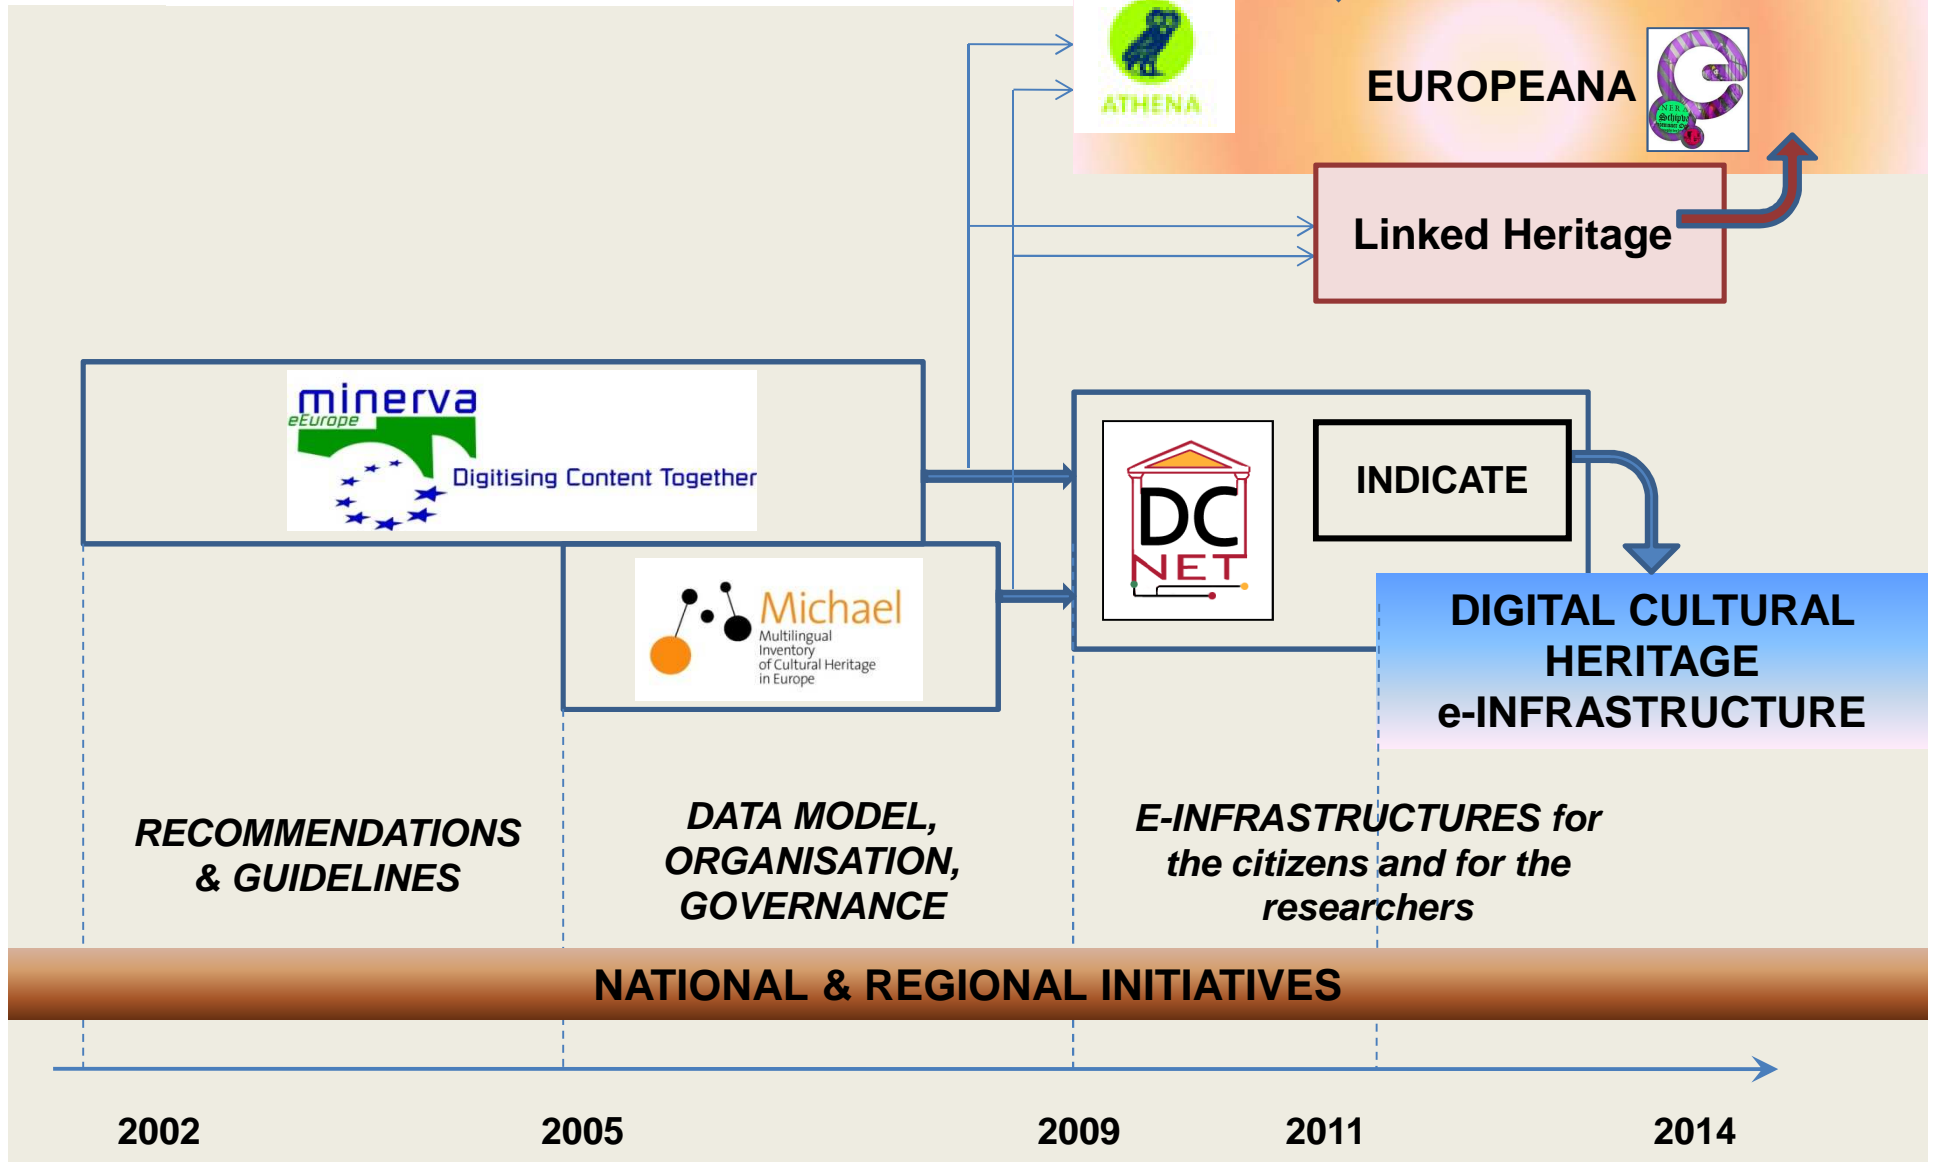 ATHENA
EUROPEANA
Linked Heritage
minerva
eEurope
Digitising Content Together
DC
NET
INDICATE
Michael
Multilingual
Inventory
of Cultural Heritage
in Europe
DIGITAL CULTURAL
HERITAGE
e-INFRASTRUCTURE
RECOMMENDATIONS
& GUIDELINES
DATA MODEL,
ORGANISATION,
GOVERNANCE
E-INFRASTRUCTURES for
the citizens and for the
researchers
NATIONAL & REGIONAL INITIATIVES
2002
2005
2009
2011
2014